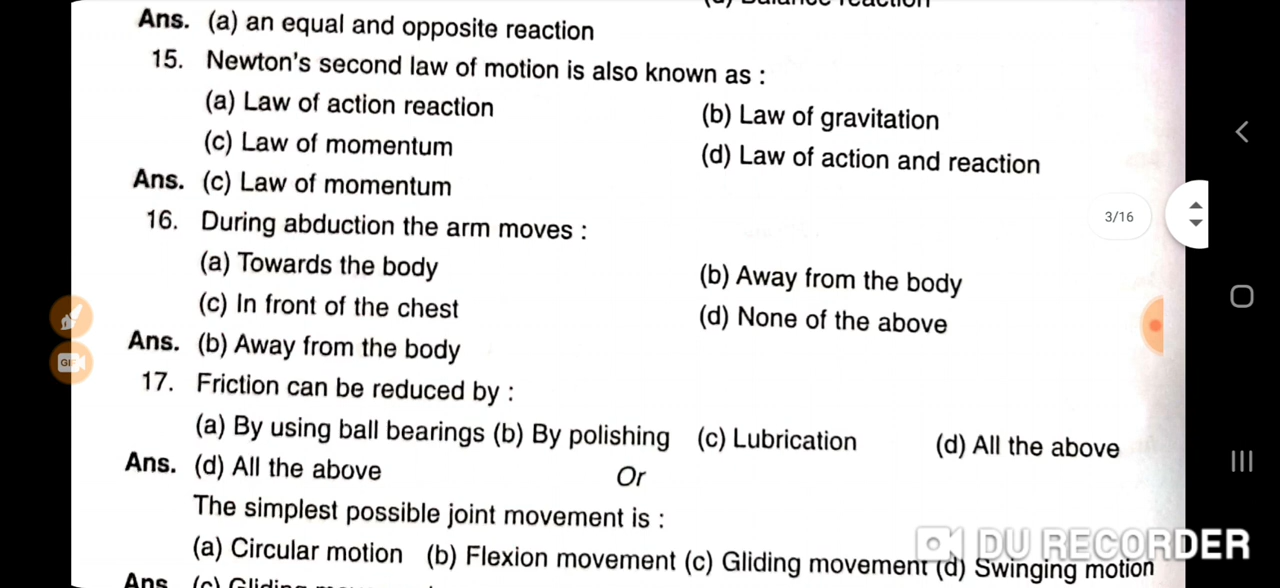 Ans. (a) an equal and opposite reaction
15. Newton's second law of motion is also known as :
(a) Law of action reaction (b) Law of gravitation
(c) Law of momentum (d) Law of action and reaction
Ans. (c) Law of momentum
16. During abduction the arm moves :
3/16
(a) Towards the body (b) Away from the body
(c) In front of the chest (d) None of the above
Ans. (b) Away from the body
GIF
17. Friction can be reduced by :
(a) By using ball bearings (b) By polishing (c) Lubrication (d) All the above
Ans. (d) All the above
Or
The simplest possible joint movement is :
(a) Circular motion (b) Flexion movement (c) Gliding movement (d) Swinging motion
DU RECORDER
Ans. (c) Gliding